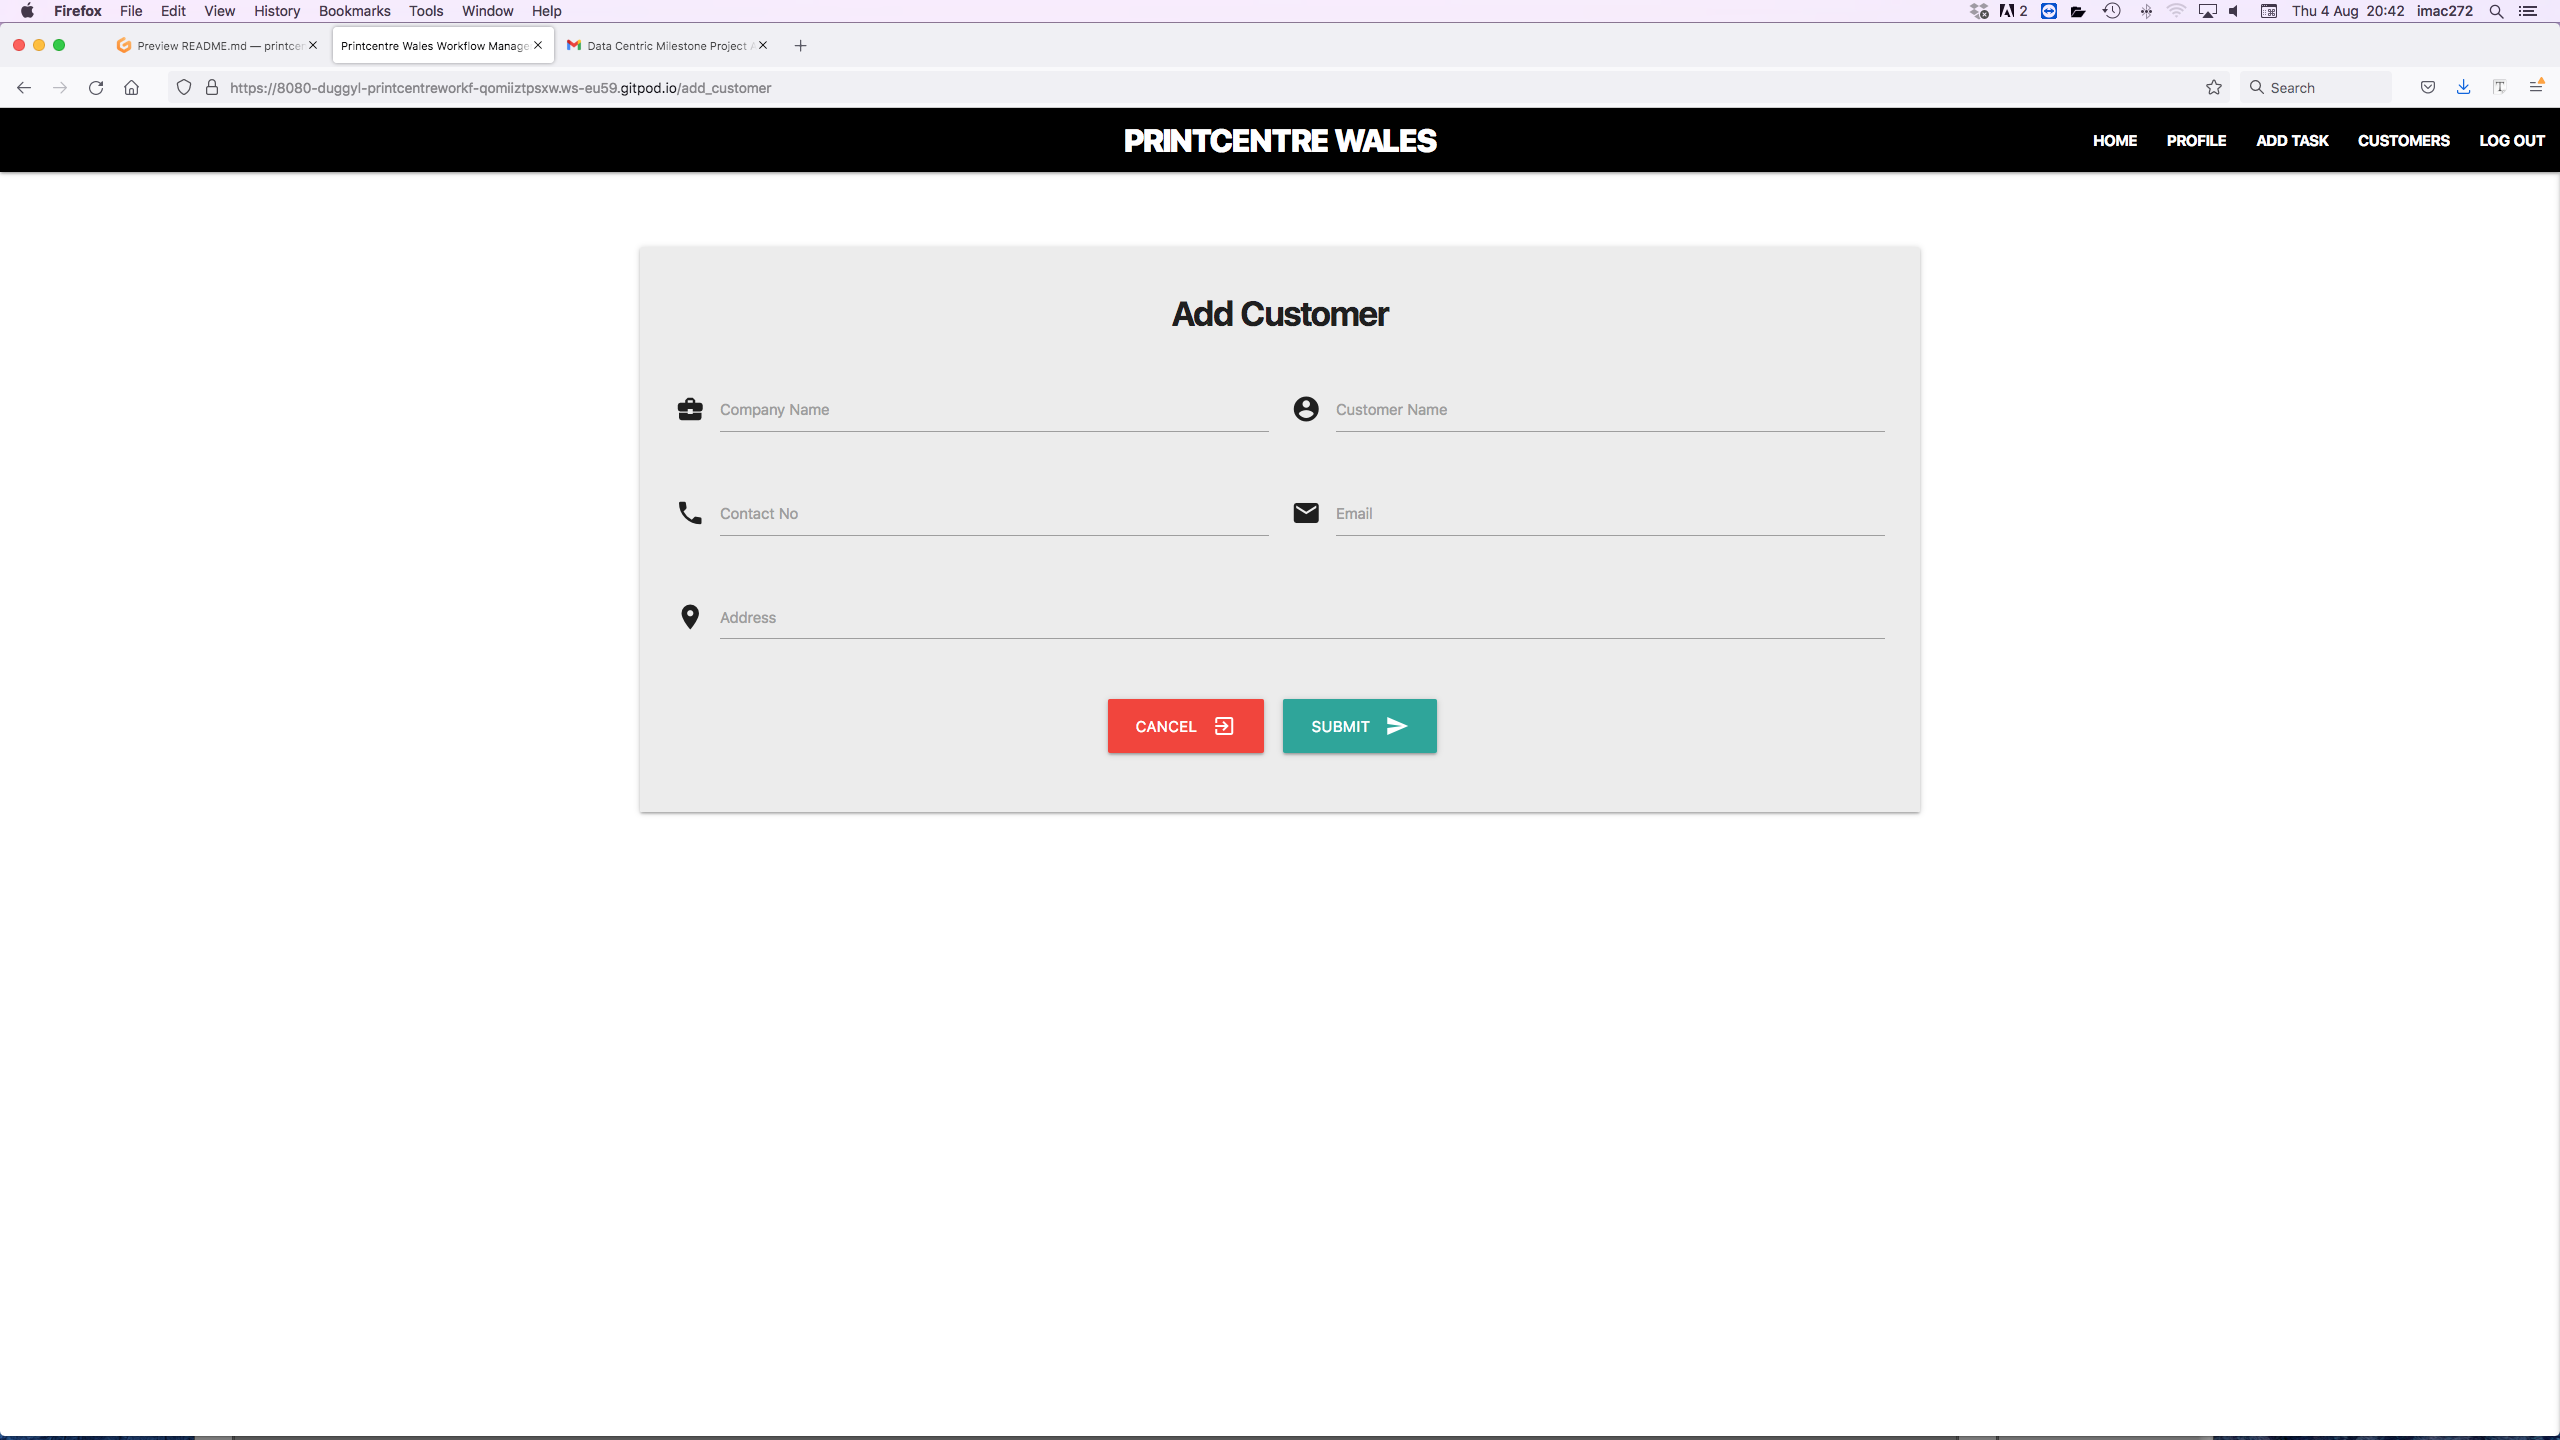 Firefox File Edit View History Bookmarks Tools Window Help 2 Thu 4 Aug 20:42 imac272
Preview README.md — printcen Printcentre Wales Workflow Manage Data Centric Milestone Project A
https://8080-duggyl-printcentreworkf-qomiiztpsxw.ws-eu59.gitpod.io/add_customer Search
PRINTCENTRE WALES HOME PROFILE ADD TASK CUSTOMERS LOG OUT
Add Customer
Company Name Customer Name
Contact No Email
Address
CANCEL SUBMIT